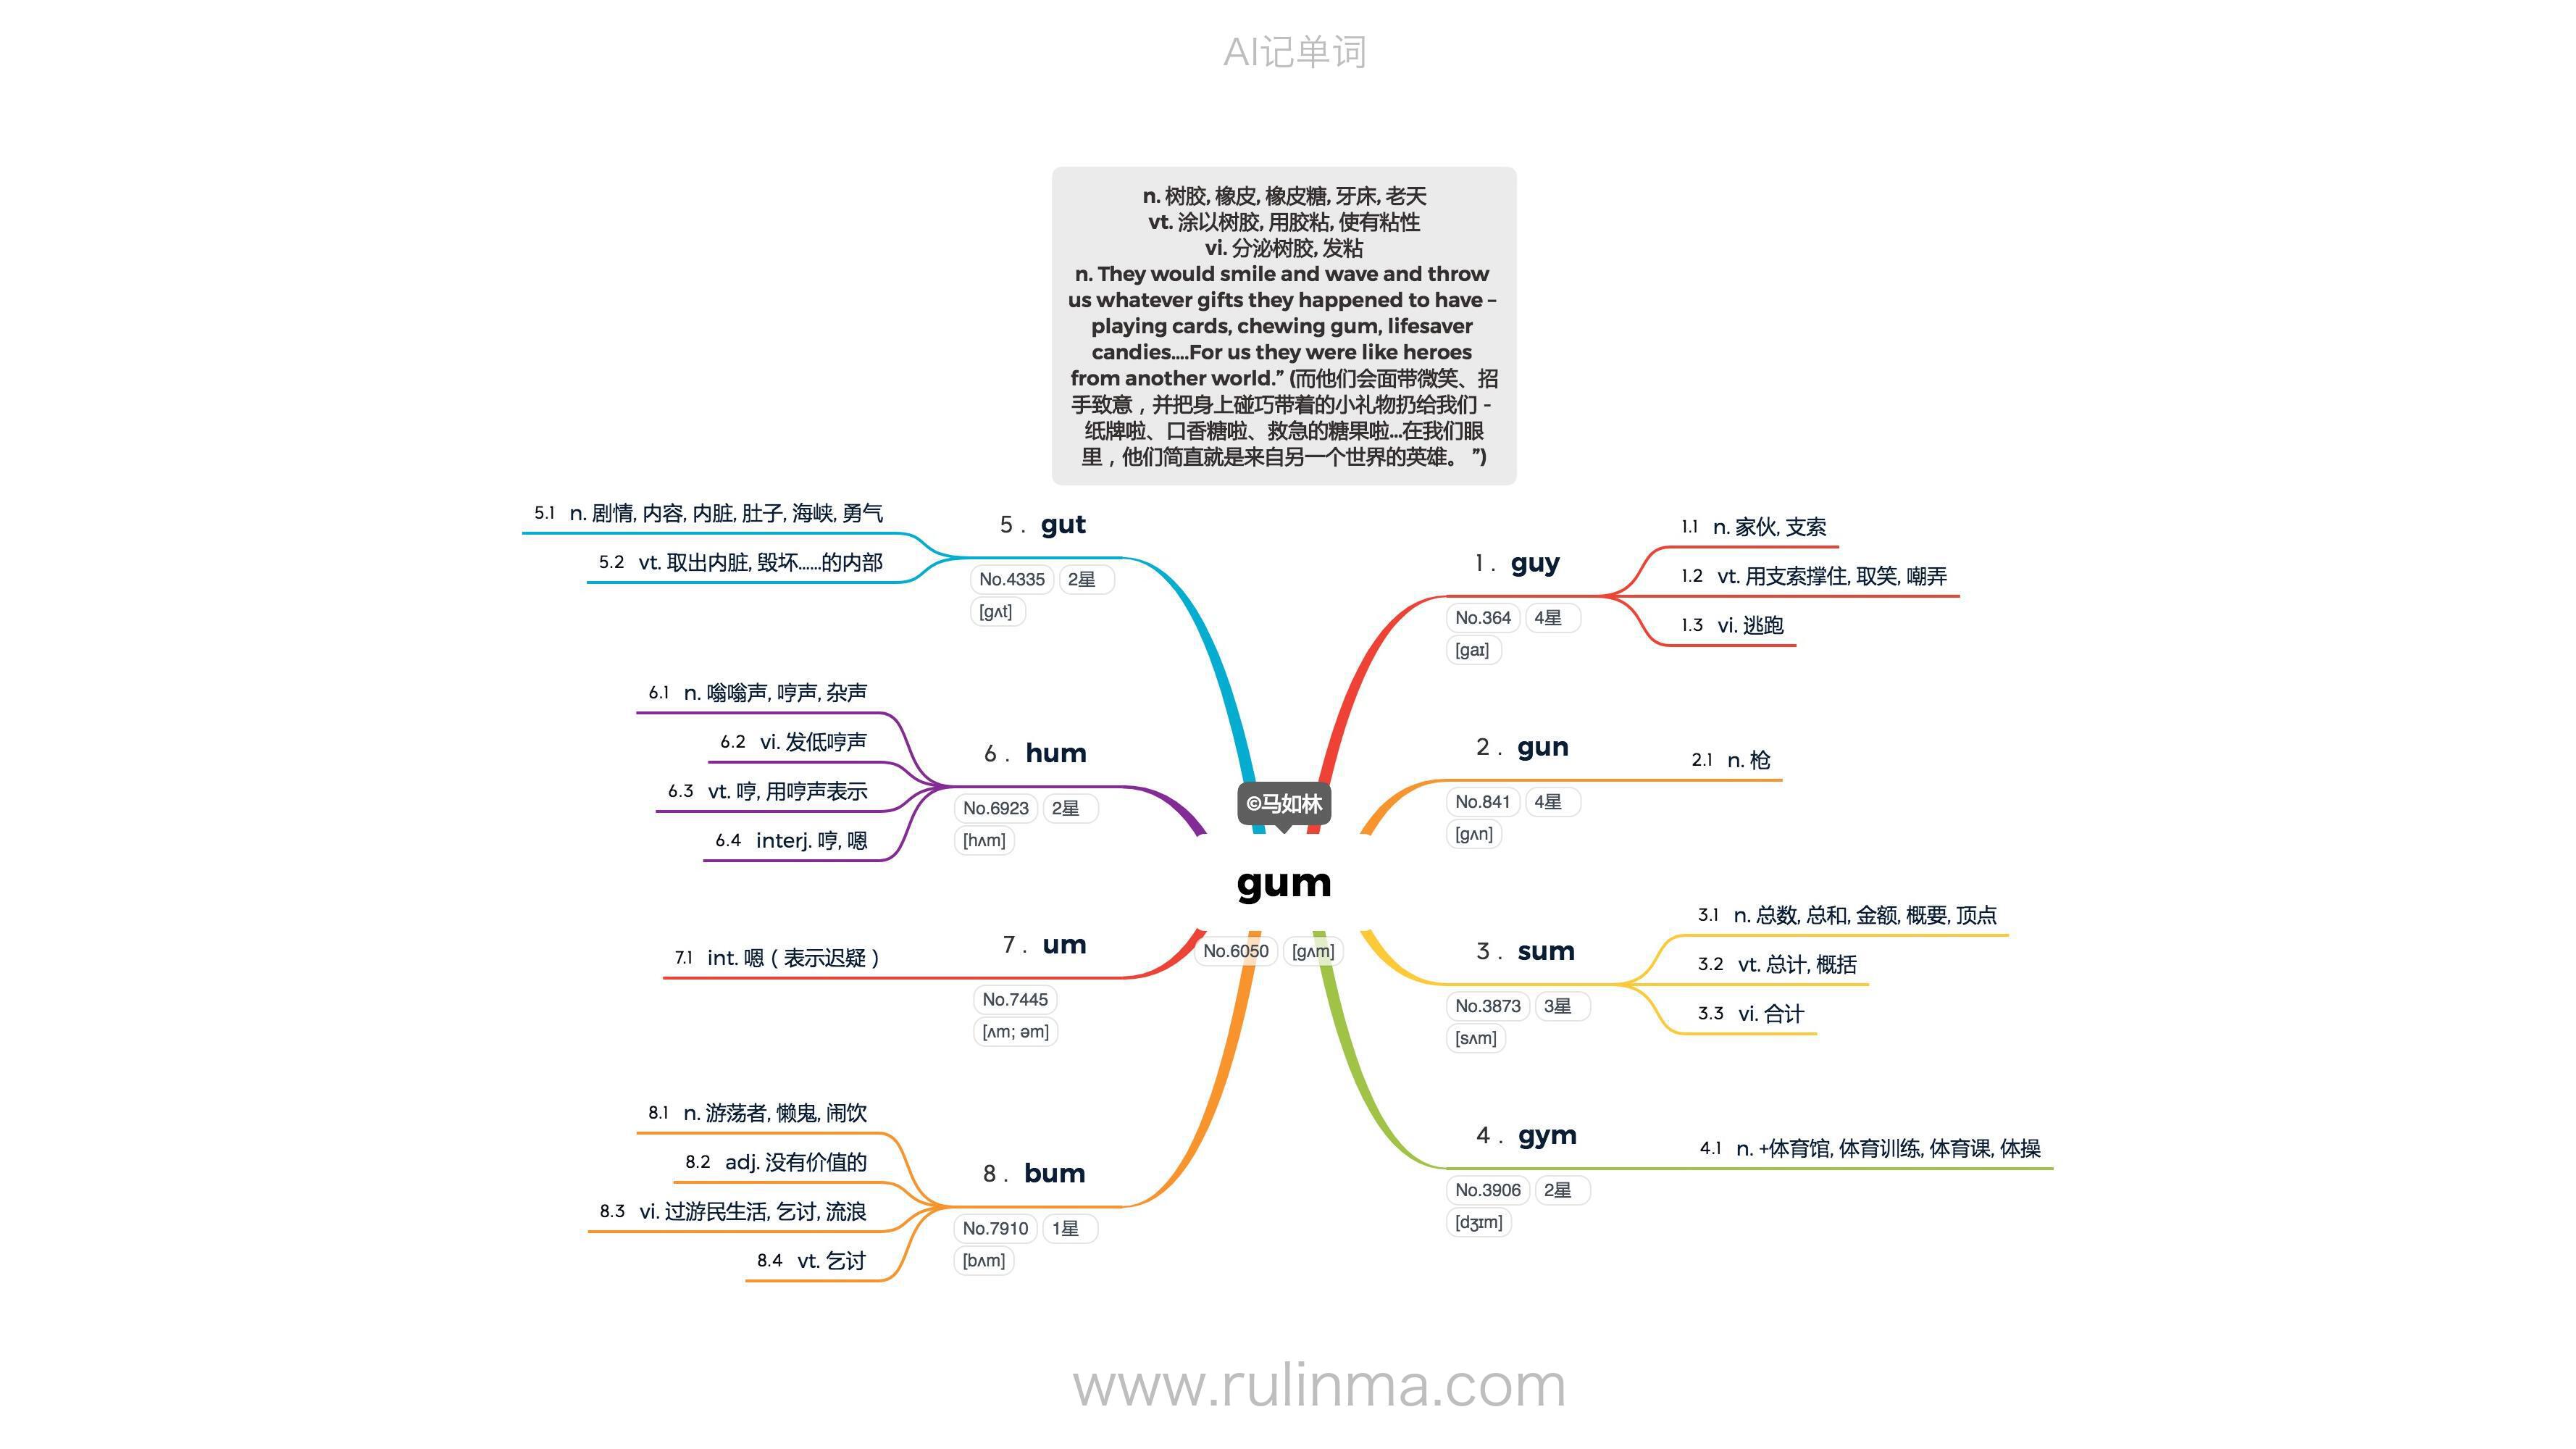 AI记单词
n. 树胶, 橡皮, 橡皮糖, 牙床, 老天
vt. 涂以树胶, 用胶粘, 使有粘性
vi. 分泌树胶, 发粘
n. They would smile and wave and throw
us whatever gifts they happened to have –
playing cards, chewing gum, lifesaver
candies....For us they were like heroes
from another world.” (而他们会面带微笑、招
手致意，并把身上碰巧带着的小礼物扔给我们 -
纸牌啦、口香糖啦、救急的糖果啦...在我们眼
里，他们简直就是来自另一个世界的英雄。 ”)
©马如林
gum
No.6050 [ɡʌm]
1 . guy
No.364 4星
[ɡaɪ]
1.1 n. 家伙, 支索
1.2 vt. 用支索撑住, 取笑, 嘲弄
1.3 vi. 逃跑
2 . gun
No.841 4星
[ɡʌn]
2.1 n. 枪
3 . sum
No.3873 3星
[sʌm]
3.1 n. 总数, 总和, 金额, 概要, 顶点
3.2 vt. 总计, 概括
3.3 vi. 合计
4 . gym
No.3906 2星
[dʒɪm]
4.1 n. +体育馆, 体育训练, 体育课, 体操
5 . gut
No.4335 2星
[ɡʌt]
5.1 n. 剧情, 内容, 内脏, 肚子, 海峡, 勇气
5.2 vt. 取出内脏, 毁坏……的内部
6 . hum
No.6923 2星
[hʌm]
6.1 n. 嗡嗡声, 哼声, 杂声
6.2 vi. 发低哼声
6.3 vt. 哼, 用哼声表示
6.4 interj. 哼, 嗯
7 . um
No.7445
[ʌm; əm]
7.1 int. 嗯（表示迟疑）
8 . bum
No.7910 1星
[bʌm]
8.1 n. 游荡者, 懒鬼, 闹饮
8.2 adj. 没有价值的
8.3 vi. 过游民生活, 乞讨, 流浪
8.4 vt. 乞讨
www.rulinma.com